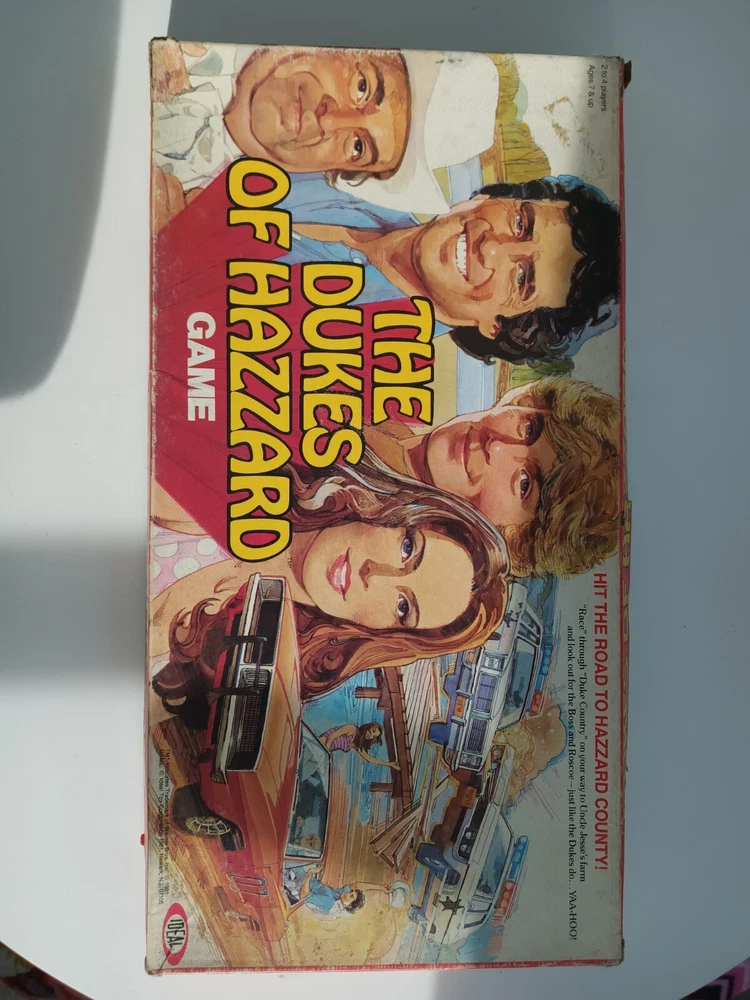 2 to 4 players
Ages 7 & up
HIT THE ROAD TO HAZZARD COUNTY!
"Race" through "Duke Country" on your way to Uncle Jesse's farm
and look out for the Boss and Roscoe – just like the Dukes do... YAA-HOO!
THE
DUKES
OF HAZZARD
GAME
IDEAL